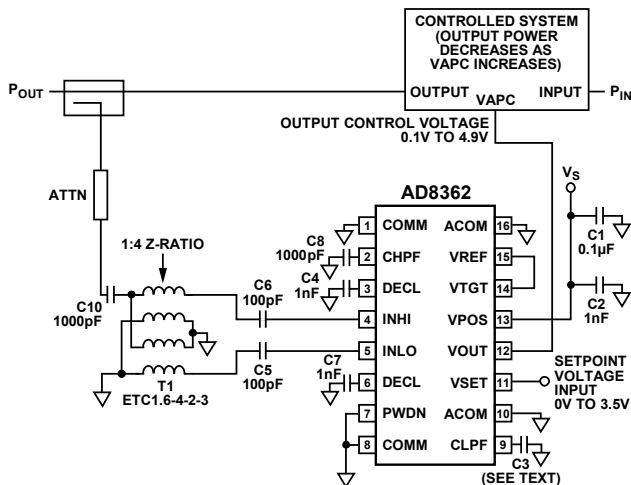 CONTROLLED SYSTEM
(OUTPUT POWER
DECREASES AS
VAPC INCREASES)
P_OUT
OUTPUT
INPUT
P_IN
VAPC
OUTPUT CONTROL VOLTAGE
0.1V TO 4.9V
V_S
ATTN
AD8362
C1
0.1µF
C2
1nF
1:4 Z-RATIO
C8
1000pF
C4
1nF
C6
100pF
C10
1000pF
C7
1nF
C5
100pF
T1
ETC1.6-4-2-3
1 COMM ACOM 16
2 CHPF VREF 15
3 DECL VTGT 14
4 INHI VPOS 13
5 INLO VOUT 12
6 DECL VSET 11
7 PWDN ACOM 10
8 COMM CLPF 9
SETPOINT
VOLTAGE
INPUT
0V TO 3.5V
C3
(SEE TEXT)